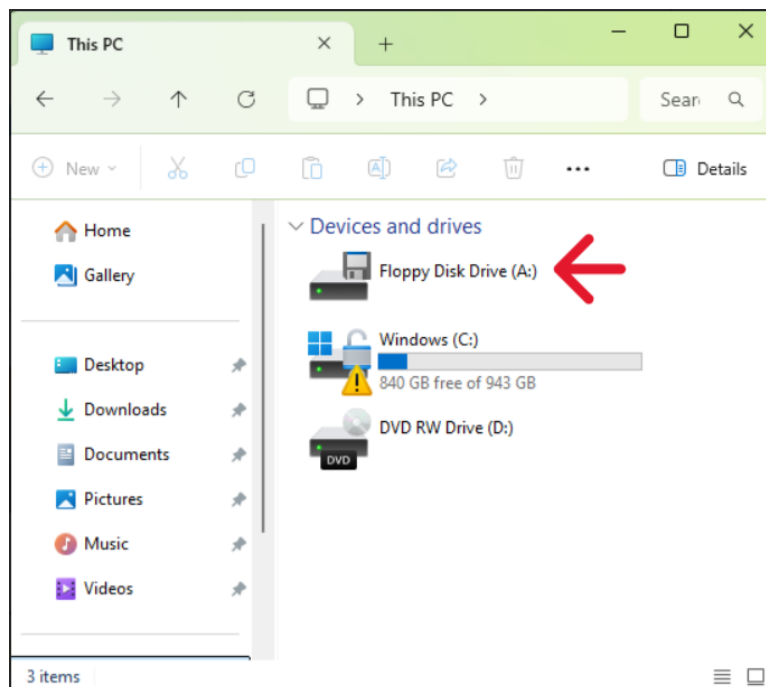 This PC
This PC
Sear
New
Details
Home
Gallery
Desktop
Downloads
Documents
Pictures
Music
Videos
Devices and drives
Floppy Disk Drive (A:)
Windows (C:)
840 GB free of 943 GB
DVD RW Drive (D:)
DVD
3 items